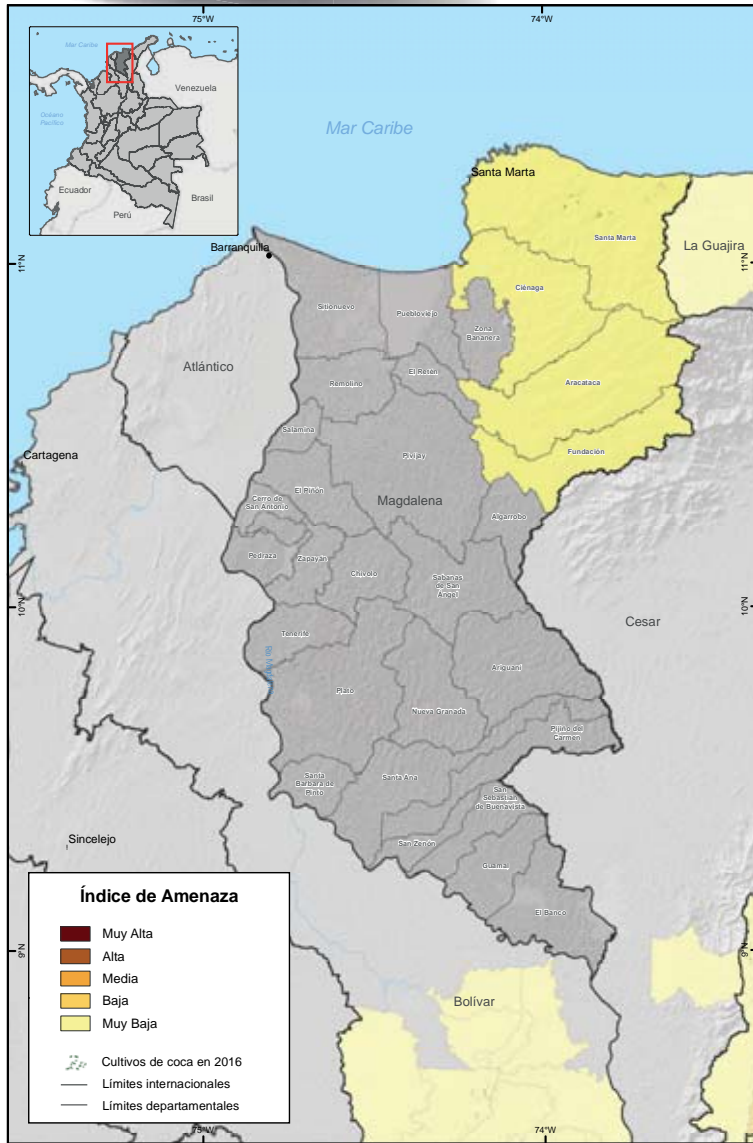 75°W
74°W
Mar Caribe
Venezuela
Océano
Pacífico
Ecuador
Brasil
Perú
Mar Caribe
Santa Marta
Santa Marta
La Guajira
Barranquilla
11°N
11°N
Ciénaga
Sitionuevo
Puebloviejo
Zona
Bananera
Atlántico
El Retén
Remolino
Aracataca
Salamina
Fundación
Cartagena
Pivijay
El Piñón
Cerro de
San Antonio
Magdalena
Algarrobo
Pedraza
Zapayán
Chivolo
Sabanas
de San
Ángel
10°N
10°N
Cesar
Tenerife
Ariguaní
Plato
Nueva Granada
Pijiño del
Carmen
Santa
Bárbara de
Pinto
Santa Ana
San
Sebastián
de Buenavista
San Zenón
Sincelejo
Guamal
El Banco
Índice de Amenaza
Muy Alta
Alta
Media
Baja
Muy Baja
Cultivos de coca en 2016
Límites internacionales
Límites departamentales
9°N
9°N
Bolívar
75°W
74°W